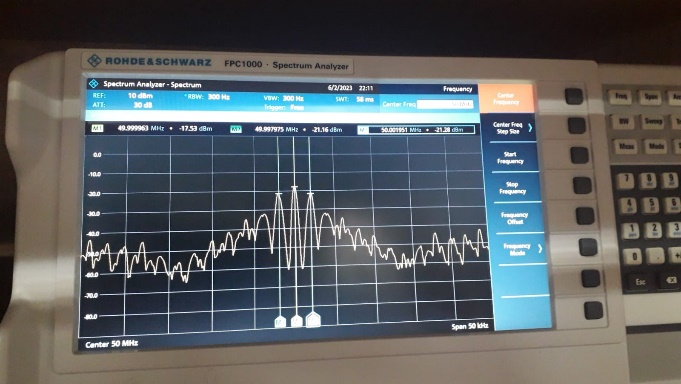 ROHDE&SCHWARZ FPC1000 · Spectrum Analyzer
Spectrum Analyzer - Spectrum 6/2/2023 22:11 Frequency
REF: 10 dBm *RBW: 300 Hz VBW: 300 Hz SWT: 58 ms
ATT: 30 dB Trigger: Free Center Freq
M1 49.999963 MHz • -17.53 dBm 49.997975 MHz • -21.16 dBm 50.001951 MHz • -21.28 dBm
0.0
-10.0
-20.0
-30.0
-40.0
-50.0
-60.0
-70.0
-80.0
Center 50 MHz Span 50 kHz
Center
Frequency
Center Freq
Step Size
Start
Frequency
Stop
Frequency
Frequency
Offset
Frequency
Mode
Freq Span
BW Sweep
Meas Mode
7 8 9
4 5 6
1 2 3
0 .
Esc